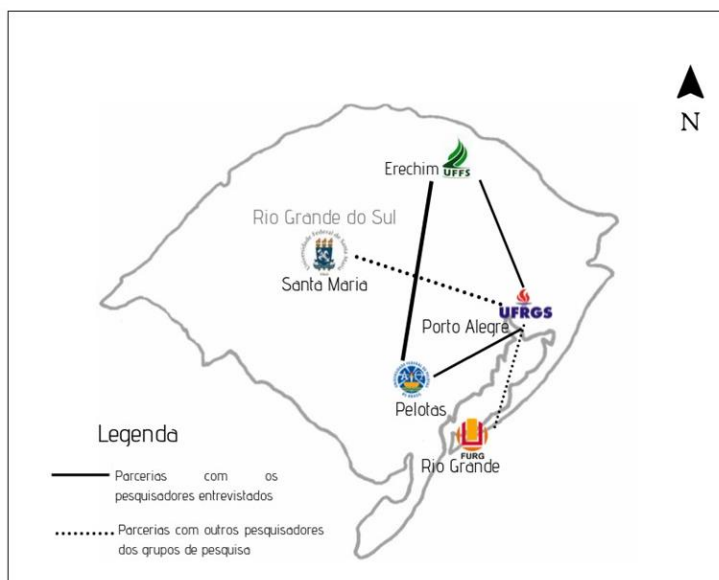 N
Erechim
UFFS
Rio Grande do Sul
Santa Maria
UFRGS
Porto Alegre
Pelotas
FURG
Rio Grande
Legenda
Parcerias com os
pesquisadores entrevistados
Parcerias com outros pesquisadores
dos grupos de pesquisa